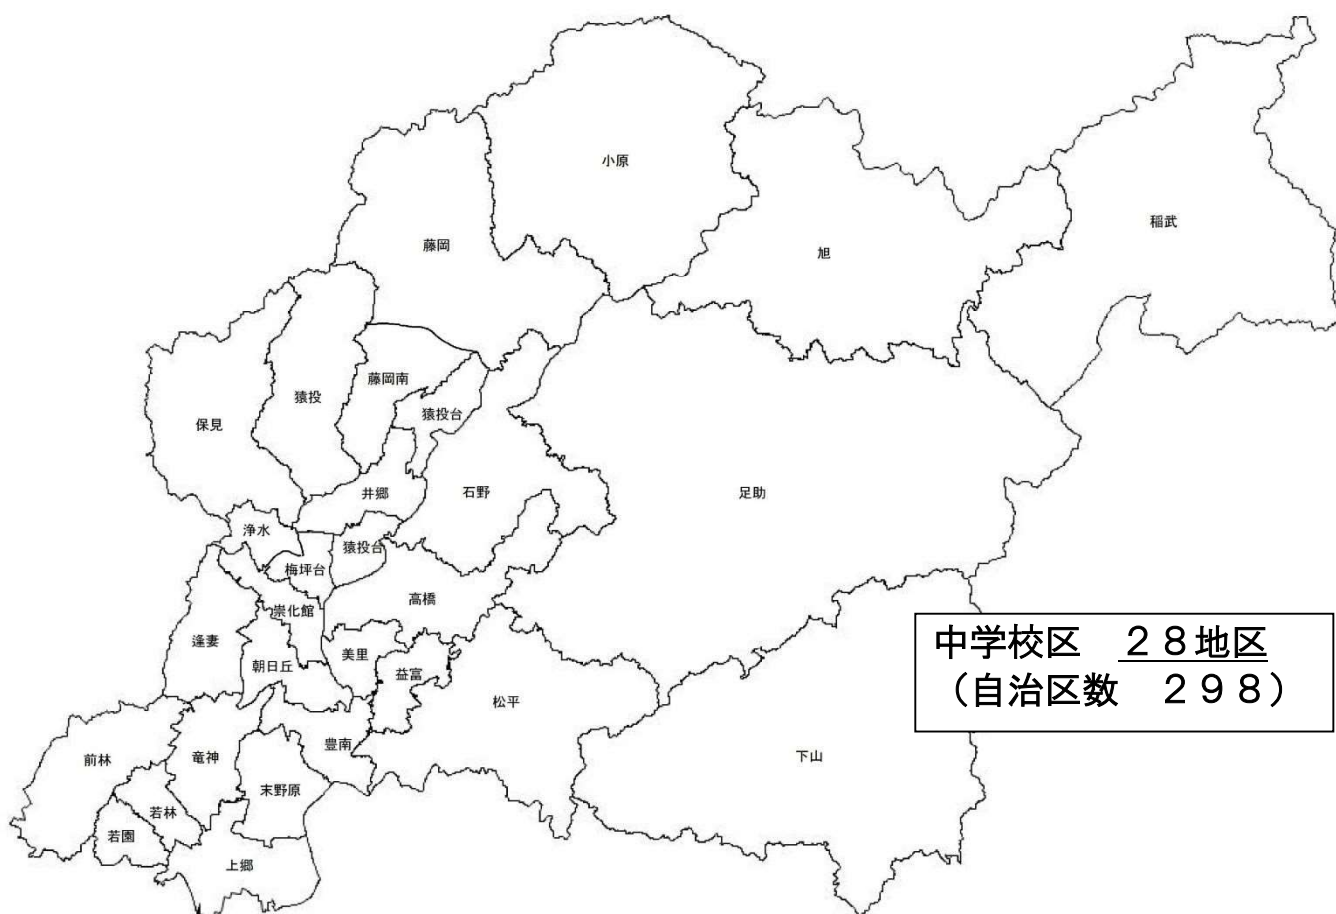 小原
稲武
藤岡
旭
藤岡南
猿投
猿投台
保見
足助
石野
井郷
浄水
猿投台
梅坪台
高橋
崇化館
逢妻
美里
朝日丘
益富
松平
中学校区　２８地区
（自治区数　２９８）
豊南
下山
竜神
前林
末野原
若林
若園
上郷